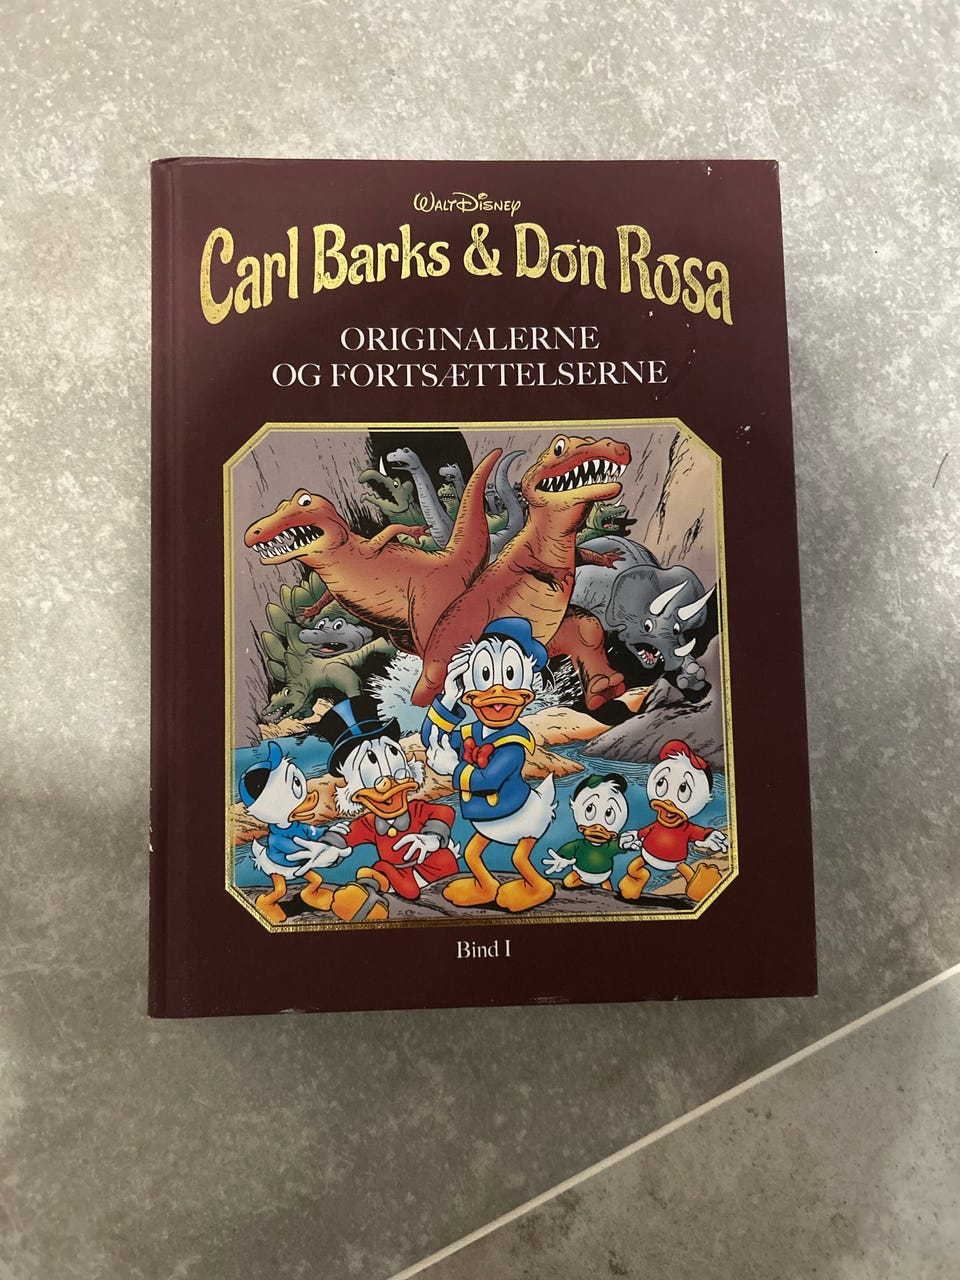 Walt Disney
Carl Barks & Don Rosa
ORIGINALERNE
OG FORTSÆTTELSERNE
Bind I